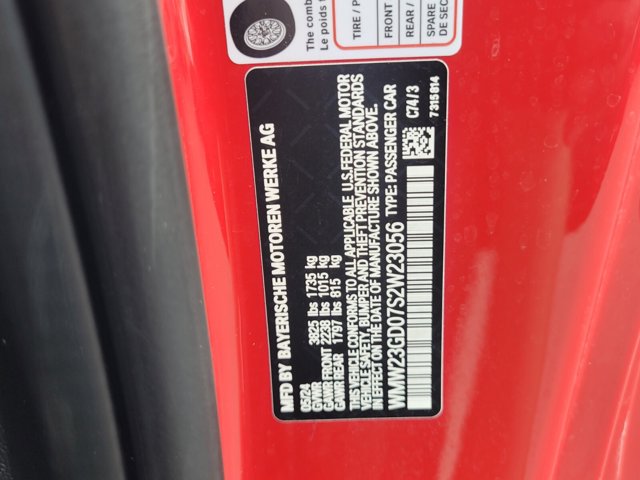 The comb
Le poids t
TIRE / P
FRONT
REAR /
SPARE
DE SEC
MFD BY BAYERISCHE MOTOREN WERKE AG
05/24
GVWR 3825 lbs 1735 kg
GAWR FRONT 2238 lbs 1015 kg
GAWR REAR 1797 lbs 815 kg
THIS VEHICLE CONFORMS TO ALL APPLICABLE U.S. FEDERAL MOTOR
VEHICLE SAFETY, BUMPER AND THEFT PREVENTION STANDARDS
IN EFFECT ON THE DATE OF MANUFACTURE SHOWN ABOVE.
WMW23GD07S2W23056 TYPE: PASSENGER CAR
C74/3
7315814